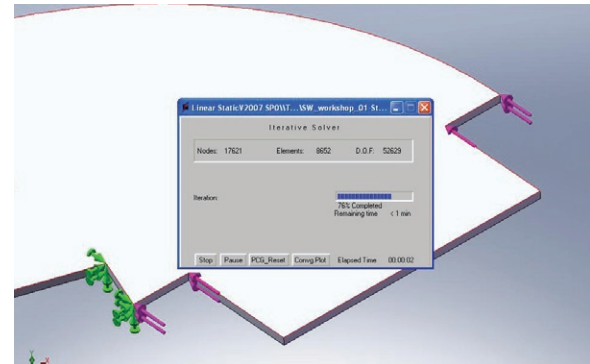 Linear Static¥2007 SP0\\T...\SW_workshop_01 St...
Iterative Solver
Nodes: 17621 Elements: 8652 D.O.F: 52629
Iteration:
76% Completed
Remaining time < 1 min
Stop Pause PCG_Reset Convg.Plot Elapsed Time 00:00:02